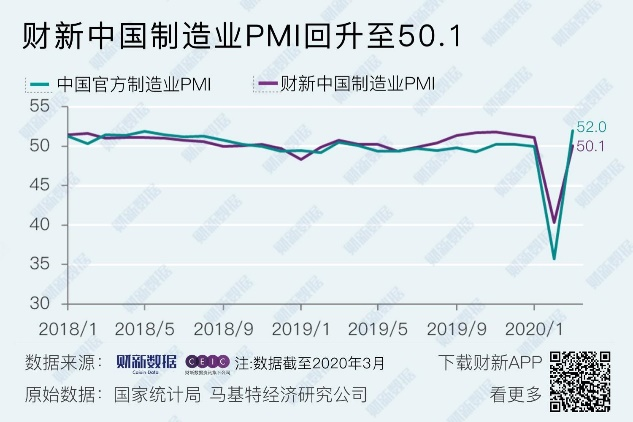 财新中国制造业PMI回升至50.1
中国官方制造业PMI 财新中国制造业PMI
55
50
45
40
35
30
52.0
50.1
2018/1 2018/5 2018/9 2019/1 2019/5 2019/9 2020/1
数据来源： 财新数据 Caixin Data CEIC 注:数据截至2020年3月 下载财新APP
原始数据： 国家统计局 马基特经济研究公司 看更多